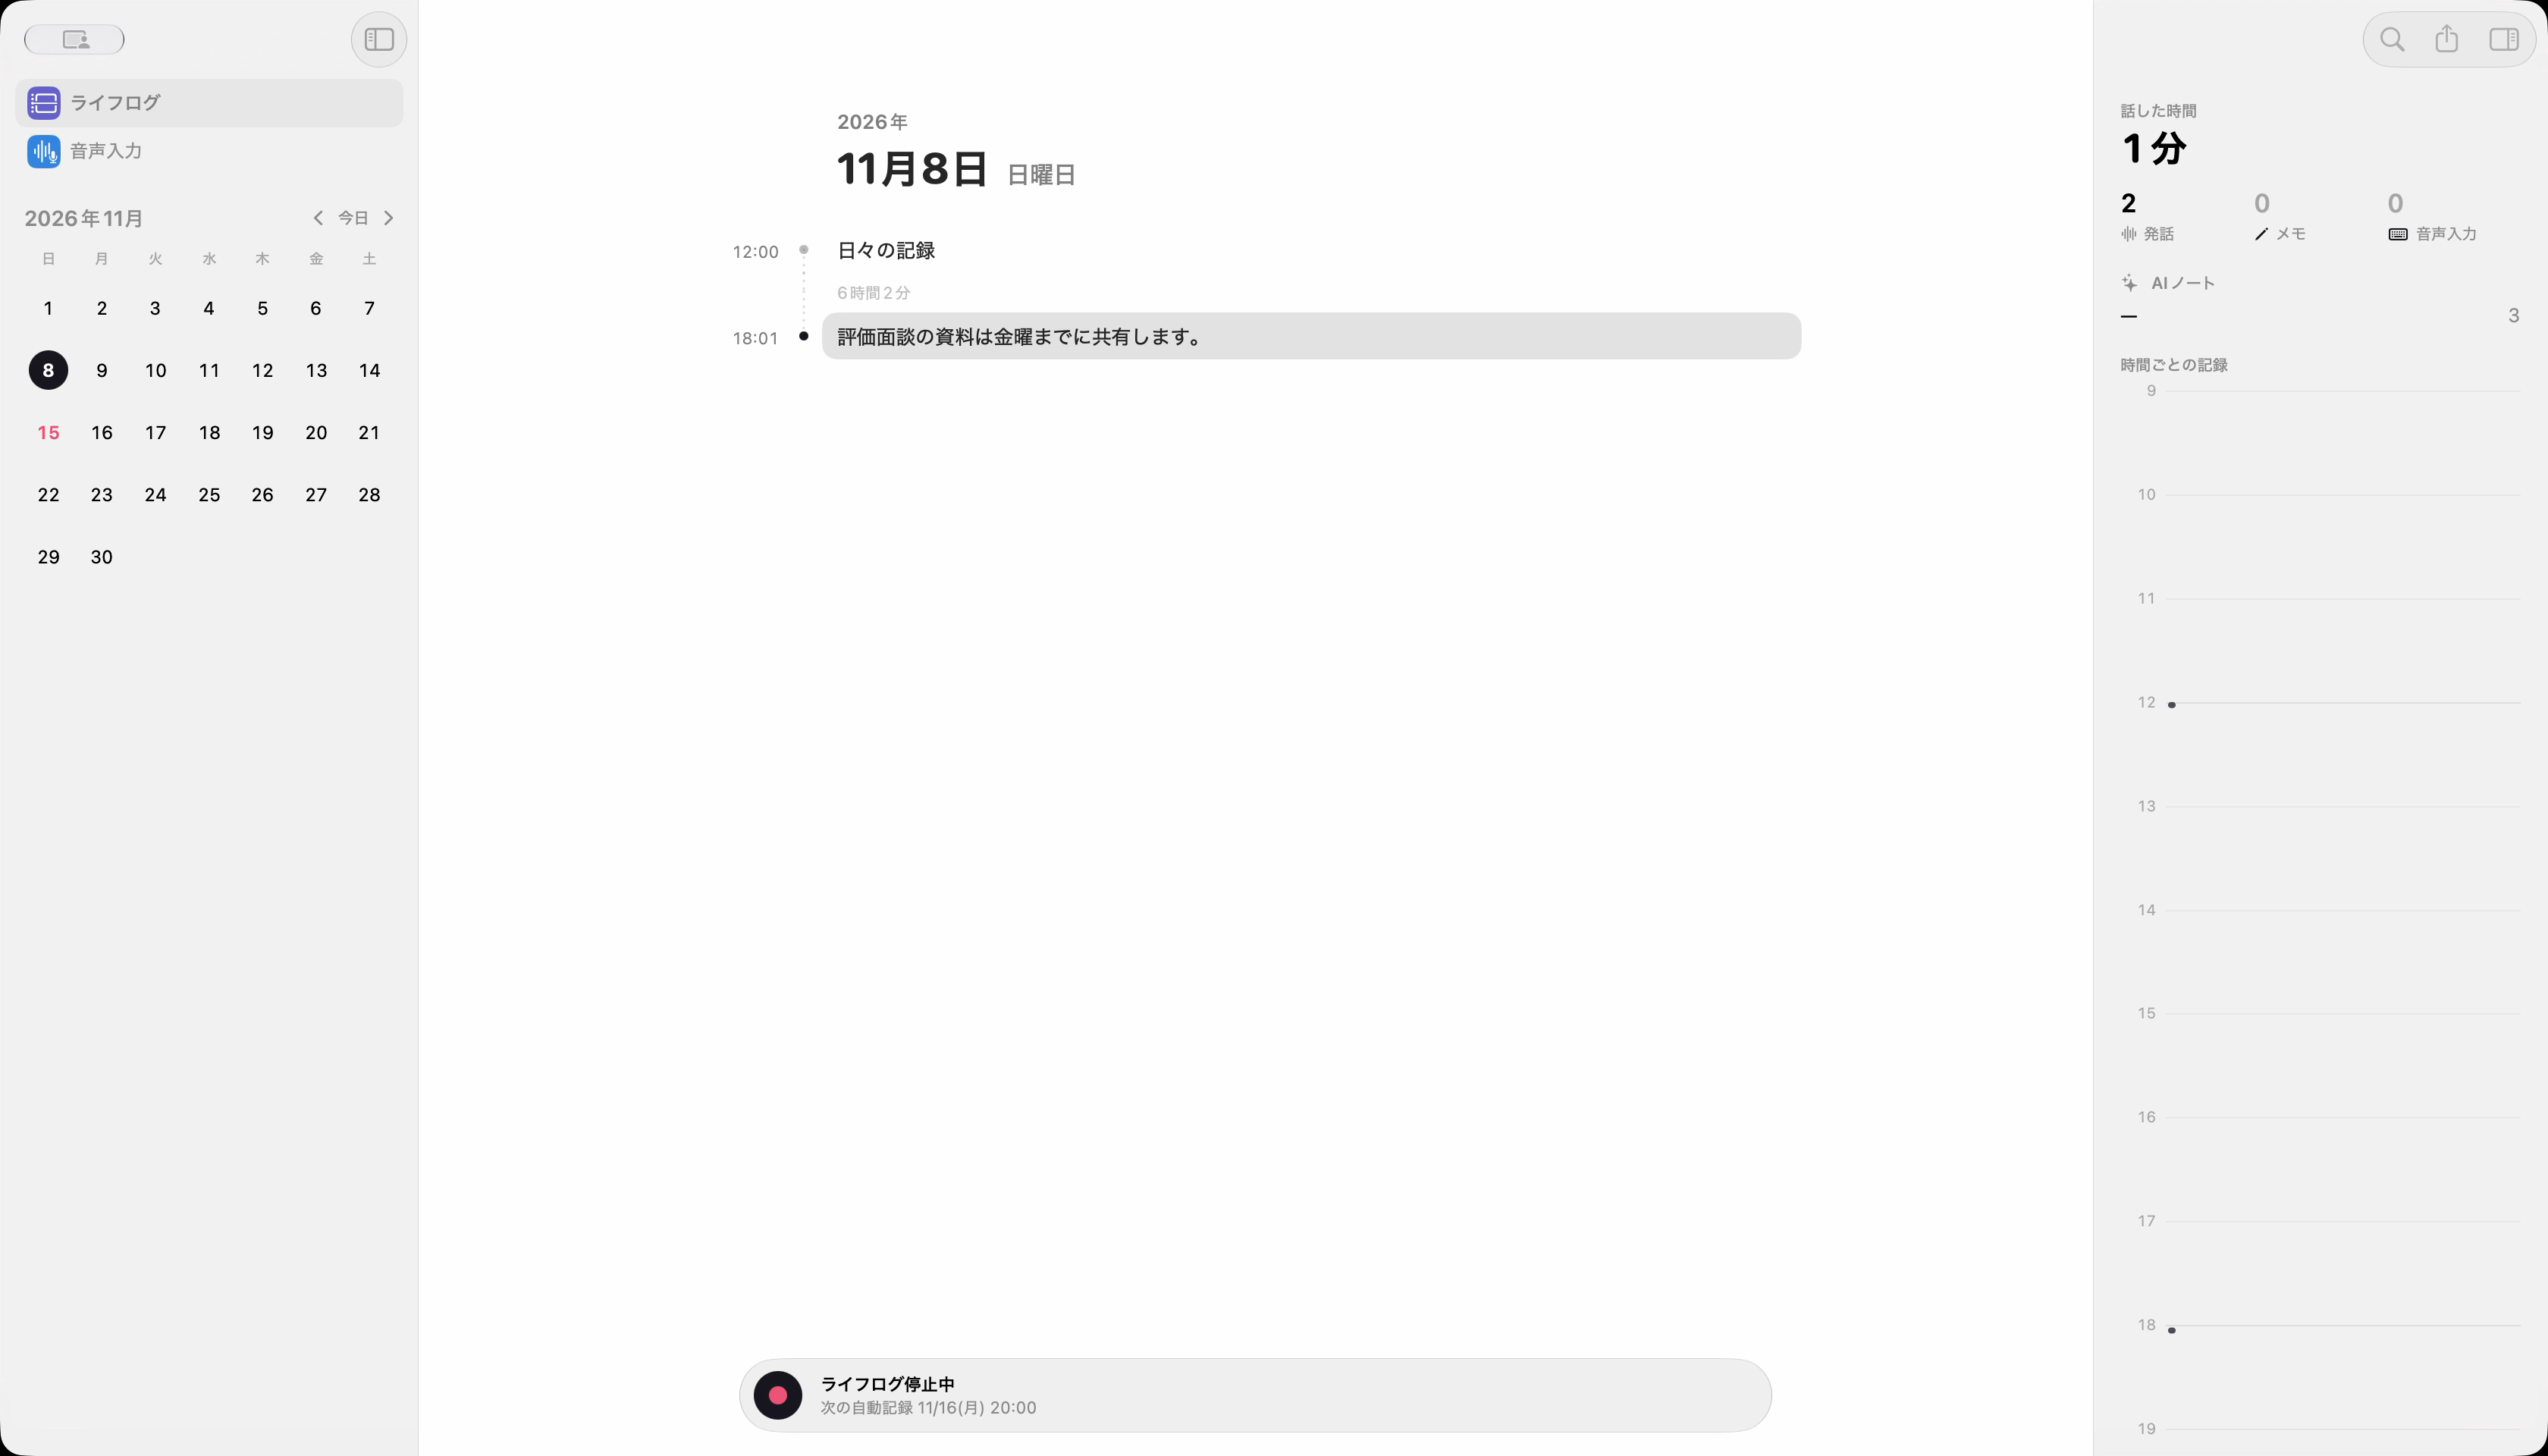 ライフログ
音声入力
2026年11月
今日
日 月 火 水 木 金 土
1 2 3 4 5 6 7
8 9 10 11 12 13 14
15 16 17 18 19 20 21
22 23 24 25 26 27 28
29 30
2026年
11月8日 日曜日
12:00 日々の記録
6時間2分
18:01 評価面談の資料は金曜までに共有します。
ライフログ停止中
次の自動記録 11/16(月) 20:00
話した時間
1分
2 0 0
発話 メモ 音声入力
AIノート
— 3
時間ごとの記録
9
10
11
12
13
14
15
16
17
18
19